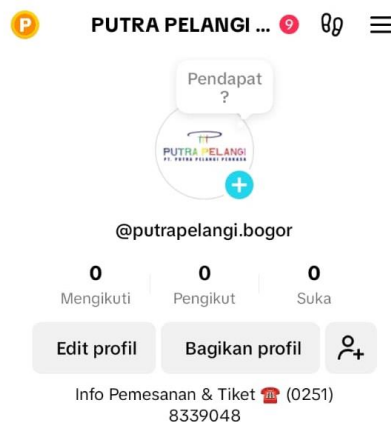 P
PUTRA PELANGI ... 9
Pendapat
?
PUTRA PELANGI
PT. PUTRA PELANGI PERKASA
@putrapelangi.bogor
0 0 0
Mengikuti Pengikut Suka
Edit profil Bagikan profil
Info Pemesanan & Tiket ☎️ (0251)
8339048